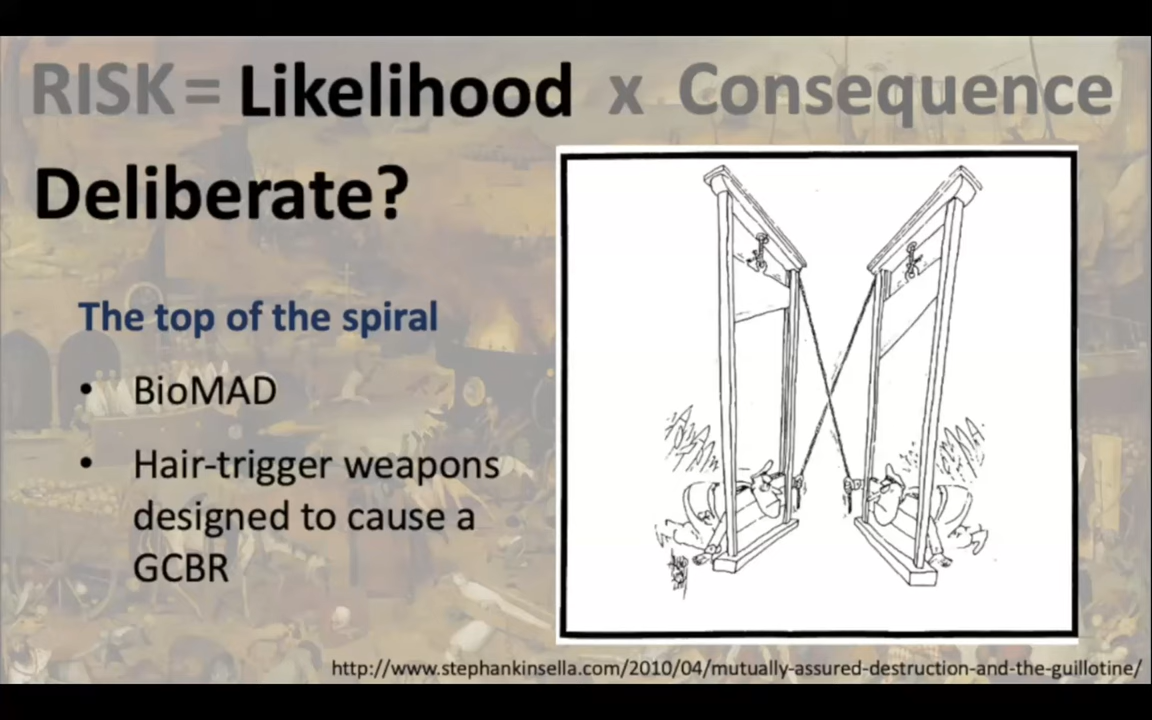 RISK = Likelihood x Consequence
Deliberate?
The top of the spiral
• BioMAD
• Hair-trigger weapons
designed to cause a
GCBR
http://www.stephankinsella.com/2010/04/mutually-assured-destruction-and-the-guillotine/